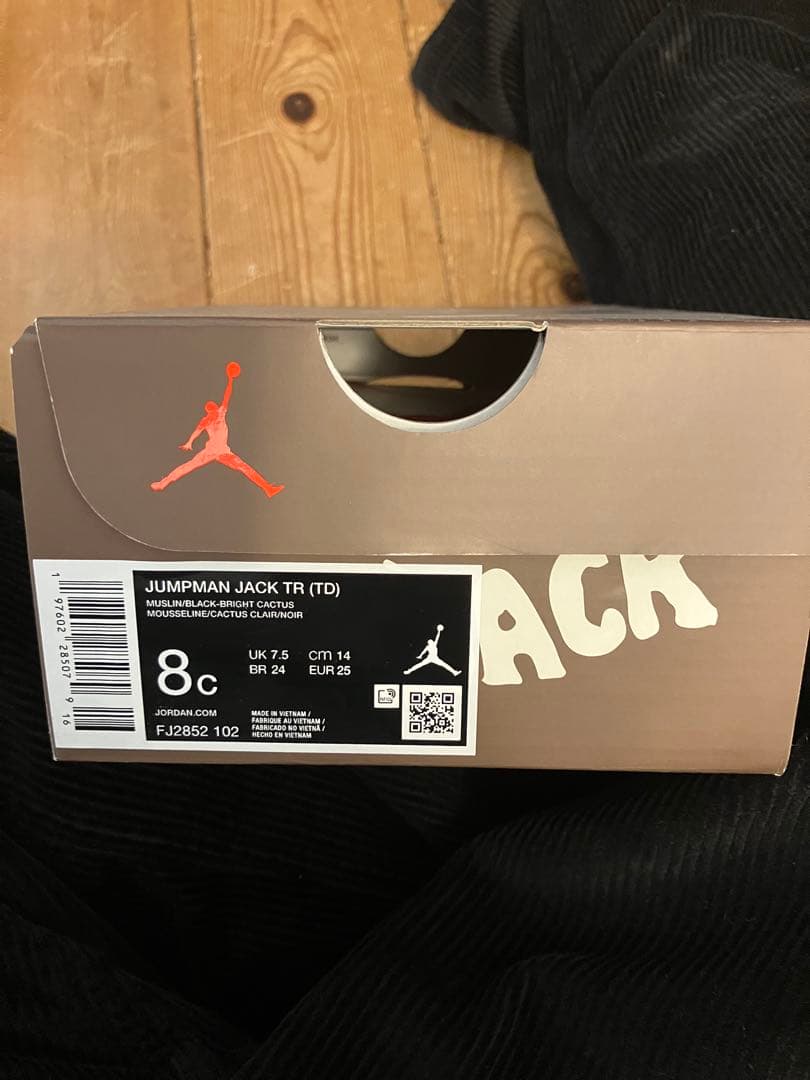 ACK
JUMPMAN JACK TR (TD)
MUSLIN/BLACK-BRIGHT CACTUS
MOUSSELINE/CACTUS CLAIR/NOIR
8C
UK 7.5 cm 14
BR 24 EUR 25
JORDAN.COM
FJ2852 102
MADE IN VIETNAM /
FABRIQUE AU VIETNAM /
FABRICADO NO VIETNÃ /
HECHO EN VIETNAM
1 97602 28507 9 16